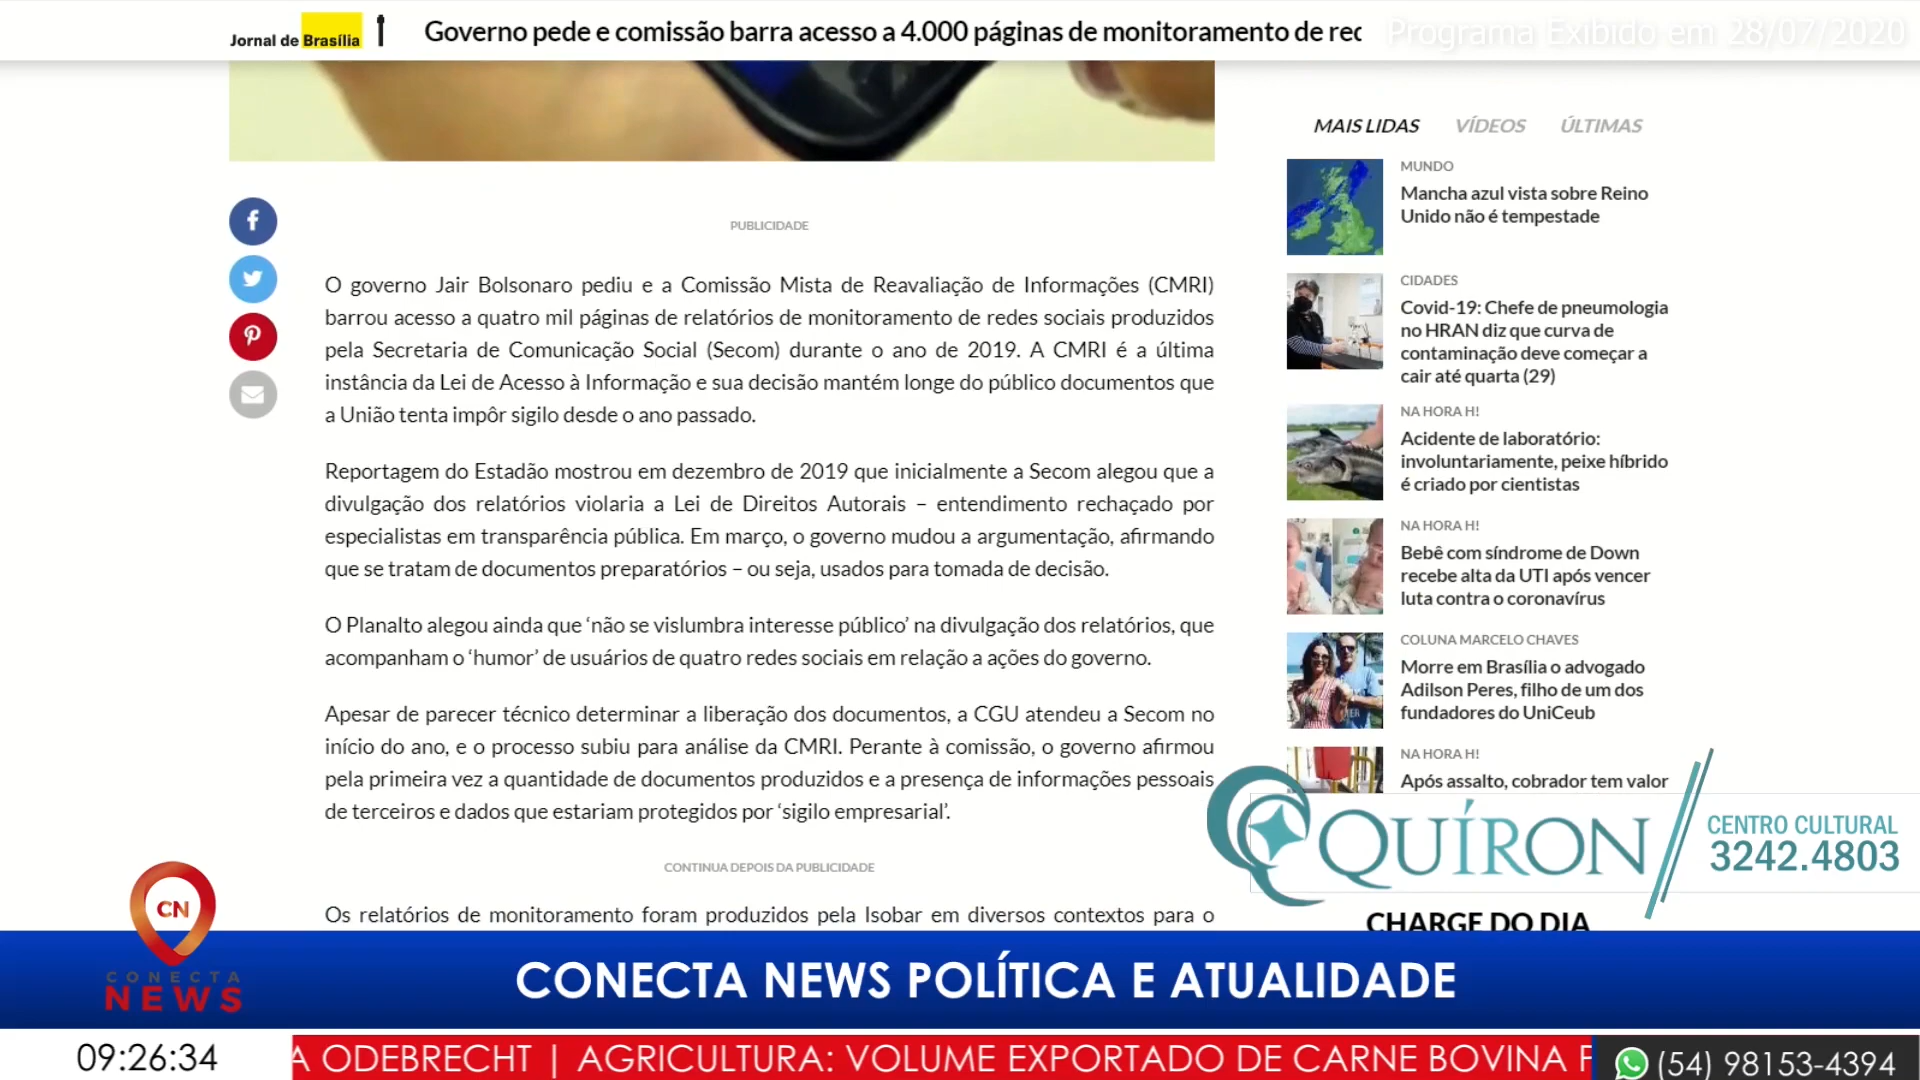 Jornal de Brasília
Governo pede e comissão barra acesso a 4.000 páginas de monitoramento de rec
Programa Exibido em 28/07/2020
MAIS LIDAS VÍDEOS ÚLTIMAS
PUBLICIDADE
O governo Jair Bolsonaro pediu e a Comissão Mista de Reavaliação de Informações (CMRI)
barrou acesso a quatro mil páginas de relatórios de monitoramento de redes sociais produzidos
pela Secretaria de Comunicação Social (Secom) durante o ano de 2019. A CMRI é a última
instância da Lei de Acesso à Informação e sua decisão mantém longe do público documentos que
a União tenta impôr sigilo desde o ano passado.
Reportagem do Estadão mostrou em dezembro de 2019 que inicialmente a Secom alegou que a
divulgação dos relatórios violaria a Lei de Direitos Autorais – entendimento rechaçado por
especialistas em transparência pública. Em março, o governo mudou a argumentação, afirmando
que se tratam de documentos preparatórios – ou seja, usados para tomada de decisão.
O Planalto alegou ainda que ‘não se vislumbra interesse público’ na divulgação dos relatórios, que
acompanham o ‘humor’ de usuários de quatro redes sociais em relação a ações do governo.
Apesar de parecer técnico determinar a liberação dos documentos, a CGU atendeu a Secom no
início do ano, e o processo subiu para análise da CMRI. Perante à comissão, o governo afirmou
pela primeira vez a quantidade de documentos produzidos e a presença de informações pessoais
de terceiros e dados que estariam protegidos por ‘sigilo empresarial’.
CONTINUA DEPOIS DA PUBLICIDADE
Os relatórios de monitoramento foram produzidos pela Isobar em diversos contextos para o
MUNDO
Mancha azul vista sobre Reino
Unido não é tempestade
CIDADES
Covid-19: Chefe de pneumologia
no HRAN diz que curva de
contaminação deve começar a
cair até quarta (29)
NA HORA H!
Acidente de laboratório:
involuntariamente, peixe híbrido
é criado por cientistas
NA HORA H!
Bebê com síndrome de Down
recebe alta da UTI após vencer
luta contra o coronavírus
COLUNA MARCELO CHAVES
Morre em Brasília o advogado
Adilson Peres, filho de um dos
fundadores do UniCeub
NA HORA H!
Após assalto, cobrador tem valor
QUÍRON
CENTRO CULTURAL
3242.4803
CHARGE DO DIA
CN
CONECTA
NEWS
CONECTA NEWS POLÍTICA E ATUALIDADE
09:26:34
A ODEBRECHT | AGRICULTURA: VOLUME EXPORTADO DE CARNE BOVINA F
(54) 98153-4394